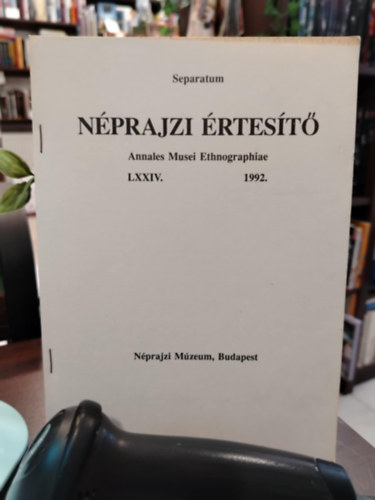 Separatum
NÉPRAJZI ÉRTESÍTŐ
Annales Musei Ethnographiae
LXXIV. 1992.
Néprajzi Múzeum, Budapest